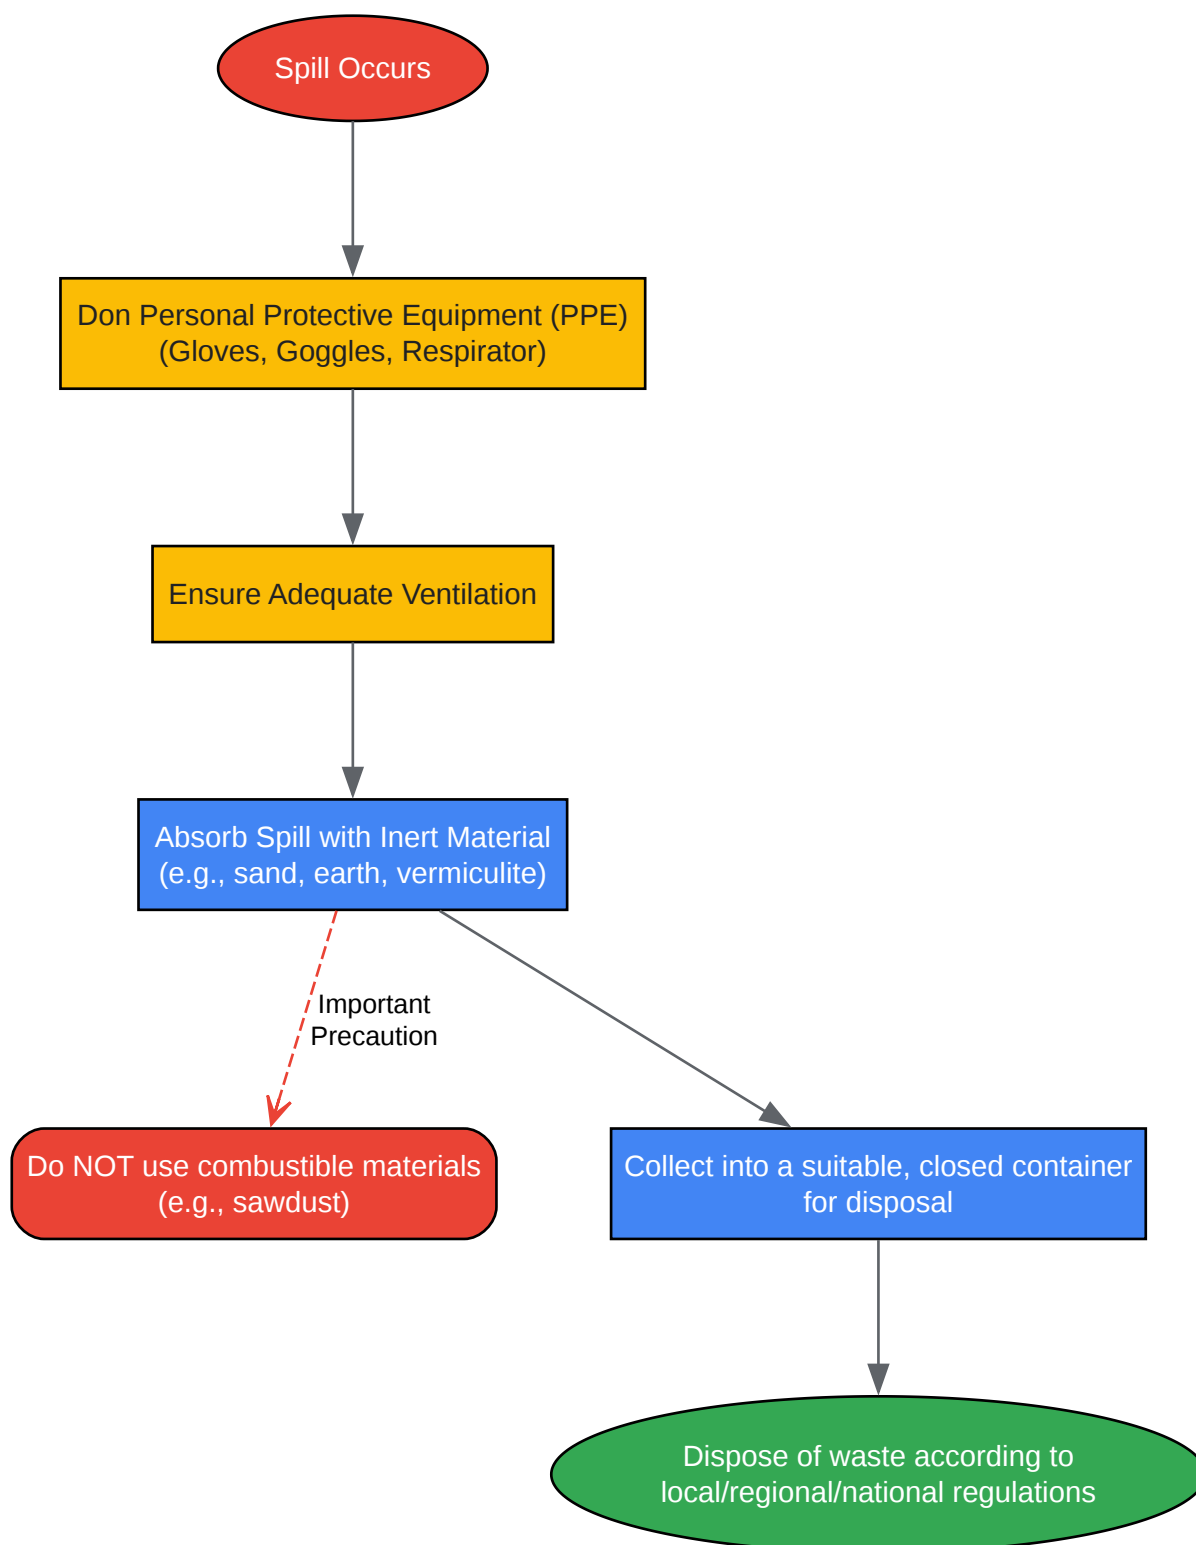 Spill Occurs
Don Personal Protective Equipment (PPE)
(Gloves, Goggles, Respirator)
Ensure Adequate Ventilation
Absorb Spill with Inert Material
(e.g., sand, earth, vermiculite)
Important
Precaution
Do NOT use combustible materials
(e.g., sawdust)
Collect into a suitable, closed container
for disposal
Dispose of waste according to
local/regional/national regulations